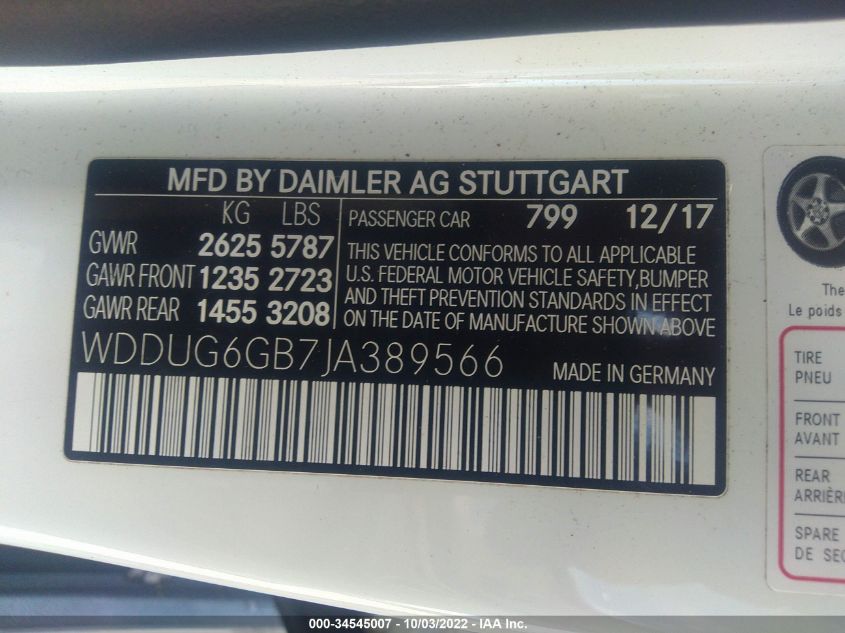 MFD BY DAIMLER AG STUTTGART
KG LBS
GVWR 2625 5787
GAWR FRONT 1235 2723
GAWR REAR 1455 3208
PASSENGER CAR 799 12/17
THIS VEHICLE CONFORMS TO ALL APPLICABLE
U.S. FEDERAL MOTOR VEHICLE SAFETY,BUMPER
AND THEFT PREVENTION STANDARDS IN EFFECT
ON THE DATE OF MANUFACTURE SHOWN ABOVE
WDDUG6GB7JA389566 MADE IN GERMANY
The
Le poids
TIRE
PNEU
FRONT
AVANT
REAR
ARRIÈRE
SPARE
DE SEC
000-34545007 - 10/03/2022 - IAA Inc.